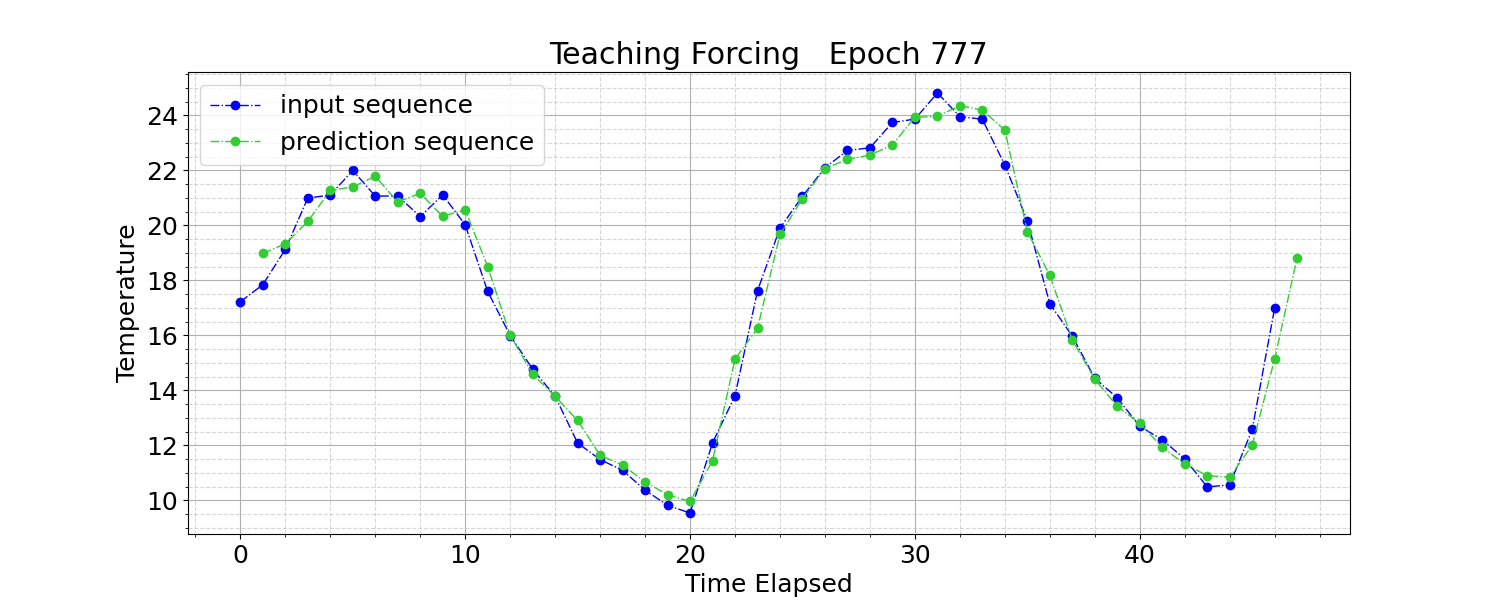 Teaching Forcing   Epoch 777
input sequence
prediction sequence
Temperature
24
22
20
18
16
14
12
10
0 10 20 30 40
Time Elapsed